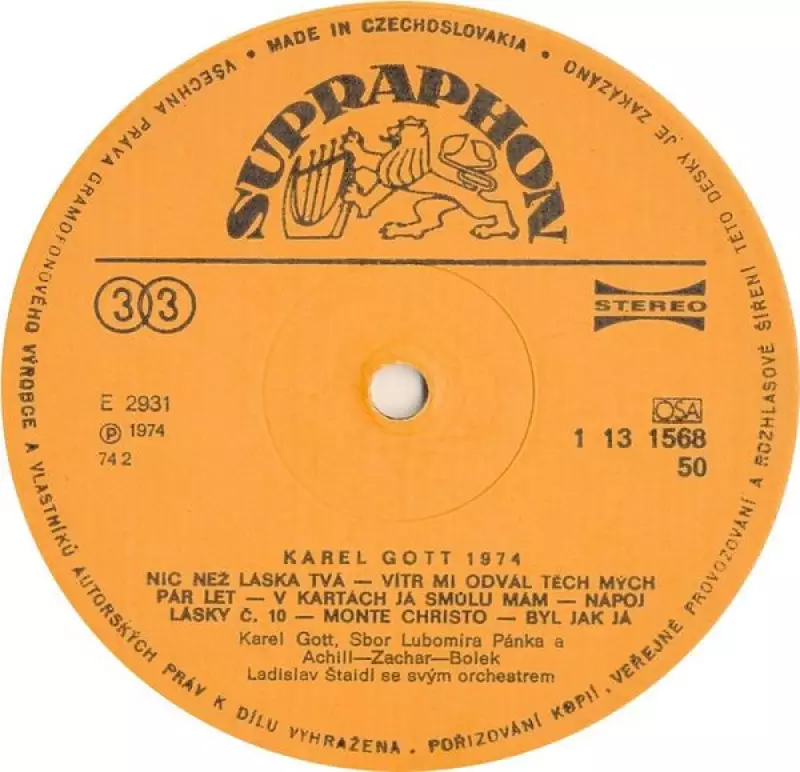 • MADE IN CZECHOSLOVAKIA •
VŠECHNA PRÁVA GRAMOFONOVÉHO VÝROBCE A VLASTNÍKŮ AUTORSKÝCH PRÁV K DÍLU VYHRAŽENA. POŘIZOVÁNÍ KOPIÍ, VEŘEJNÉ PROVOZOVÁNÍ A ROZHLASOVÉ ŠÍŘENÍ TÉTO DESKY JE ZAKÁZÁNO
SUPRAPHON
33
STEREO
E 2931
Ⓟ 1974
74 2
OSA
1 13 1568
50
KAREL GOTT 1974
NIC NEŽ LÁSKA TVÁ — VÍTR MI ODVÁL TĚCH MÝCH
PÁR LET — V KARTÁCH JÁ SMŮLU MÁM — NÁPOJ
LÁSKY Č. 10 — MONTE CHRISTO — BYL JAK JÁ
Karel Gott, Sbor Lubomíra Pánka a
Achill—Zachar—Bolek
Ladislav Štaidl se svým orchestrem